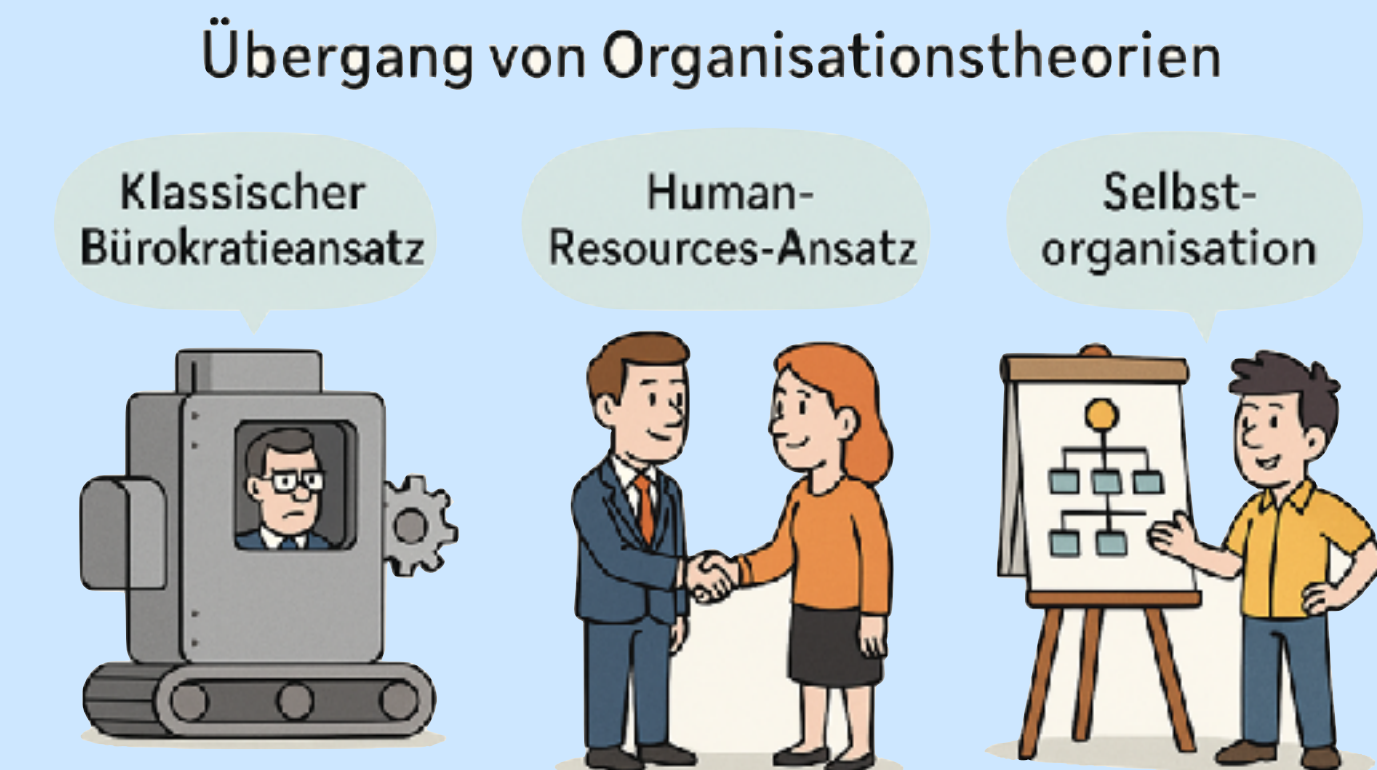 Übergang von Organisationstheorien
Klassischer
Bürokratieansatz
Human-
Resources-Ansatz
Selbst-
organisation